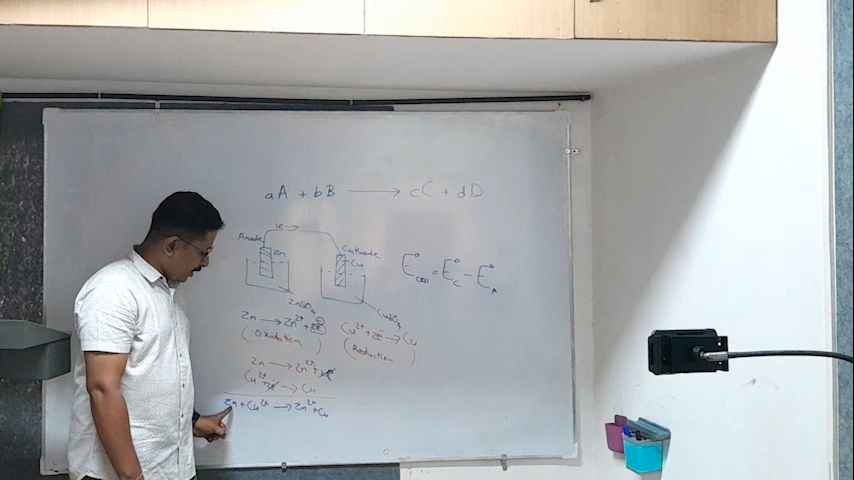 aA + bB → cC + dD
2e⁻ →
Anode
Cathode
Zn
Cu
E°Cell = E°C − E°A
ZnSO4
CuSO4
Zn → Zn²⁺ + 2e⁻
Cu²⁺ + 2e⁻ → Cu
(Oxidation)
(Reduction)
Zn → Zn²⁺ + 2e⁻
Cu²⁺ + 2e⁻ → Cu
Zn + Cu²⁺ → Zn²⁺ + Cu